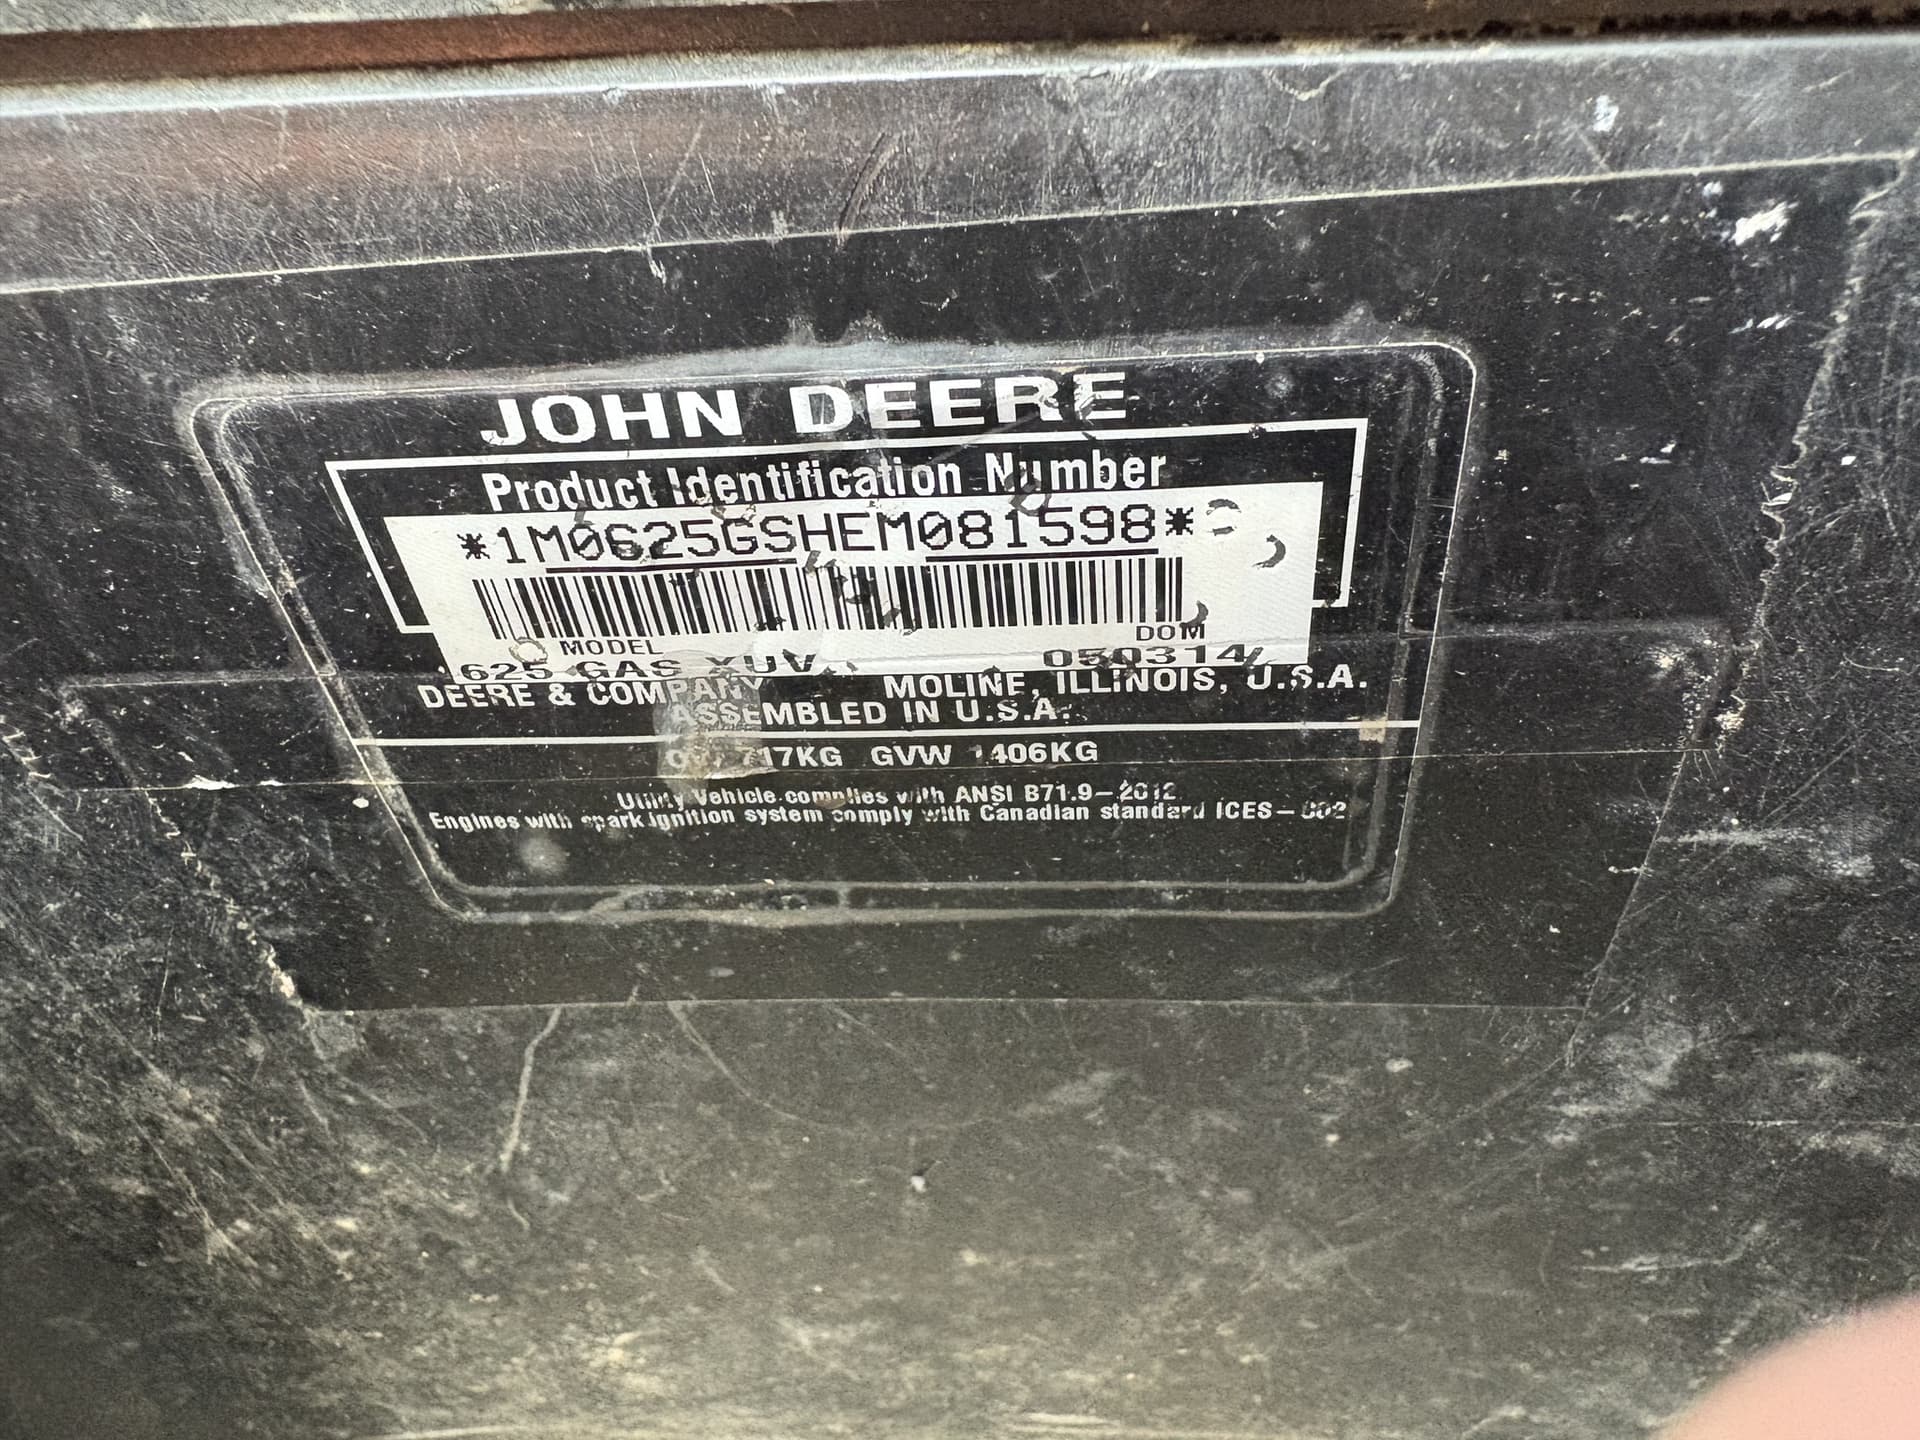 JOHN DEERE
Product Identification Number
*1M0625GSHEM081598*
MODEL DOM
625 GAS XUV 050314
DEERE & COMPANY MOLINE, ILLINOIS, U.S.A.
ASSEMBLED IN U.S.A.
717KG GVW 1406KG
Utility Vehicle complies with ANSI B71.9-2012
Engines with spark ignition system comply with Canadian standard ICES-002